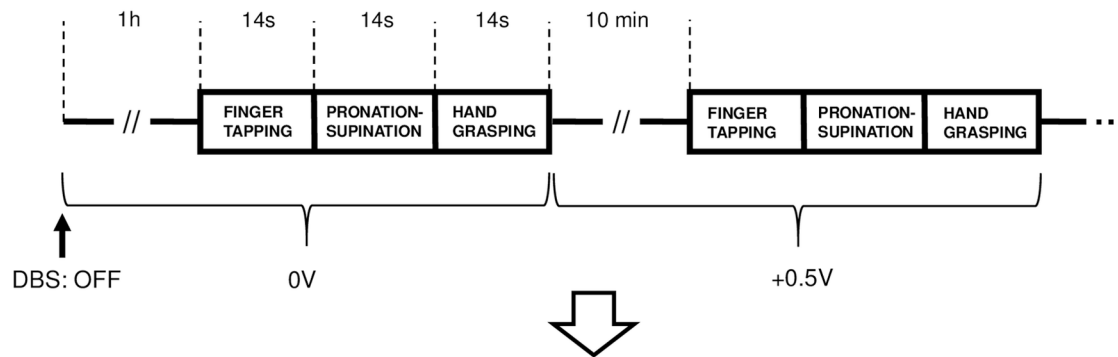 1h 14s 14s 14s 10 min
// FINGER TAPPING PRONATION-SUPINATION HAND GRASPING // FINGER TAPPING PRONATION-SUPINATION HAND GRASPING ...
DBS: OFF 0V +0.5V